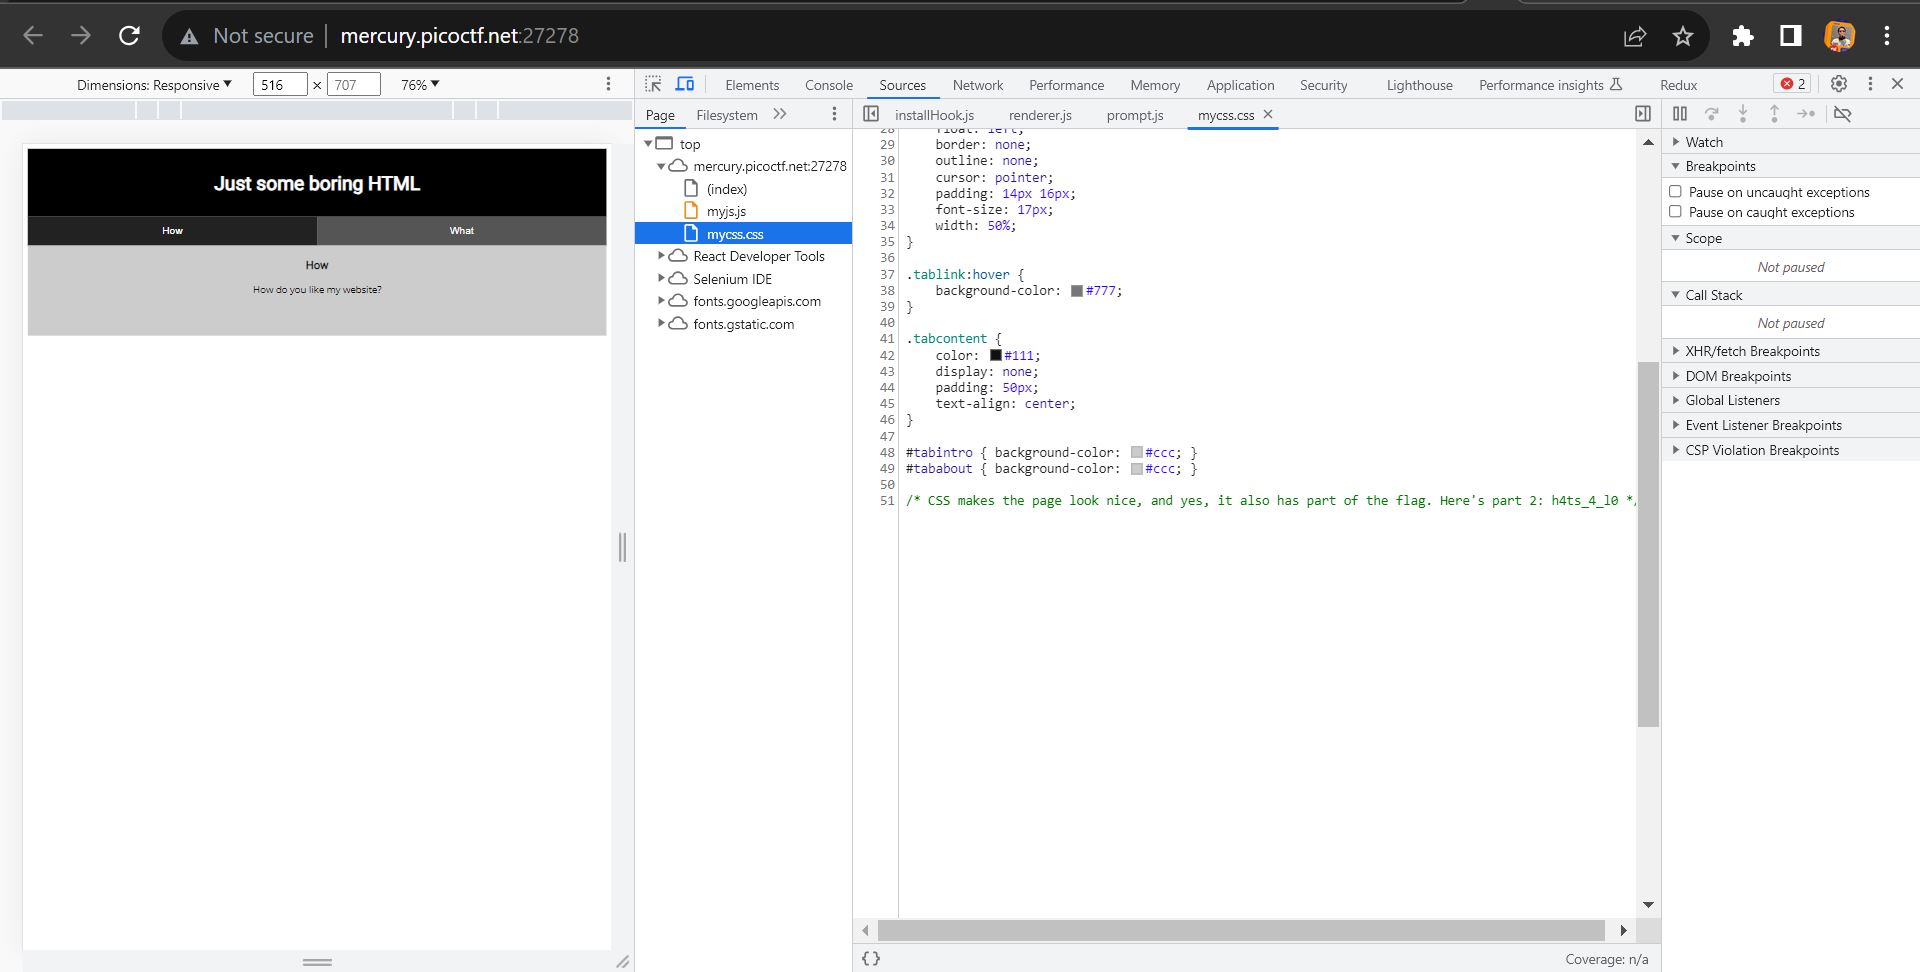 Not secure | mercury.picoctf.net:27278
Dimensions: Responsive ▼ 516 × 707 76% ▼
Elements Console Sources Network Performance Memory Application Security Lighthouse Performance insights Redux 2
Page Filesystem
installHook.js renderer.js prompt.js mycss.css
Just some boring HTML
How What
How
How do you like my website?
top
mercury.picoctf.net:27278
(index)
myjs.js
mycss.css
React Developer Tools
Selenium IDE
fonts.googleapis.com
fonts.gstatic.com
28 float: left;
29 border: none;
30 outline: none;
31 cursor: pointer;
32 padding: 14px 16px;
33 font-size: 17px;
34 width: 50%;
35 }
36
37 .tablink:hover {
38 background-color: #777;
39 }
40
41 .tabcontent {
42 color: #111;
43 display: none;
44 padding: 50px;
45 text-align: center;
46 }
47
48 #tabintro { background-color: #ccc; }
49 #tababout { background-color: #ccc; }
50
51 /* CSS makes the page look nice, and yes, it also has part of the flag. Here's part 2: h4ts_4_l0 */
{}
Coverage: n/a
Watch
Breakpoints
Pause on uncaught exceptions
Pause on caught exceptions
Scope
Not paused
Call Stack
Not paused
XHR/fetch Breakpoints
DOM Breakpoints
Global Listeners
Event Listener Breakpoints
CSP Violation Breakpoints